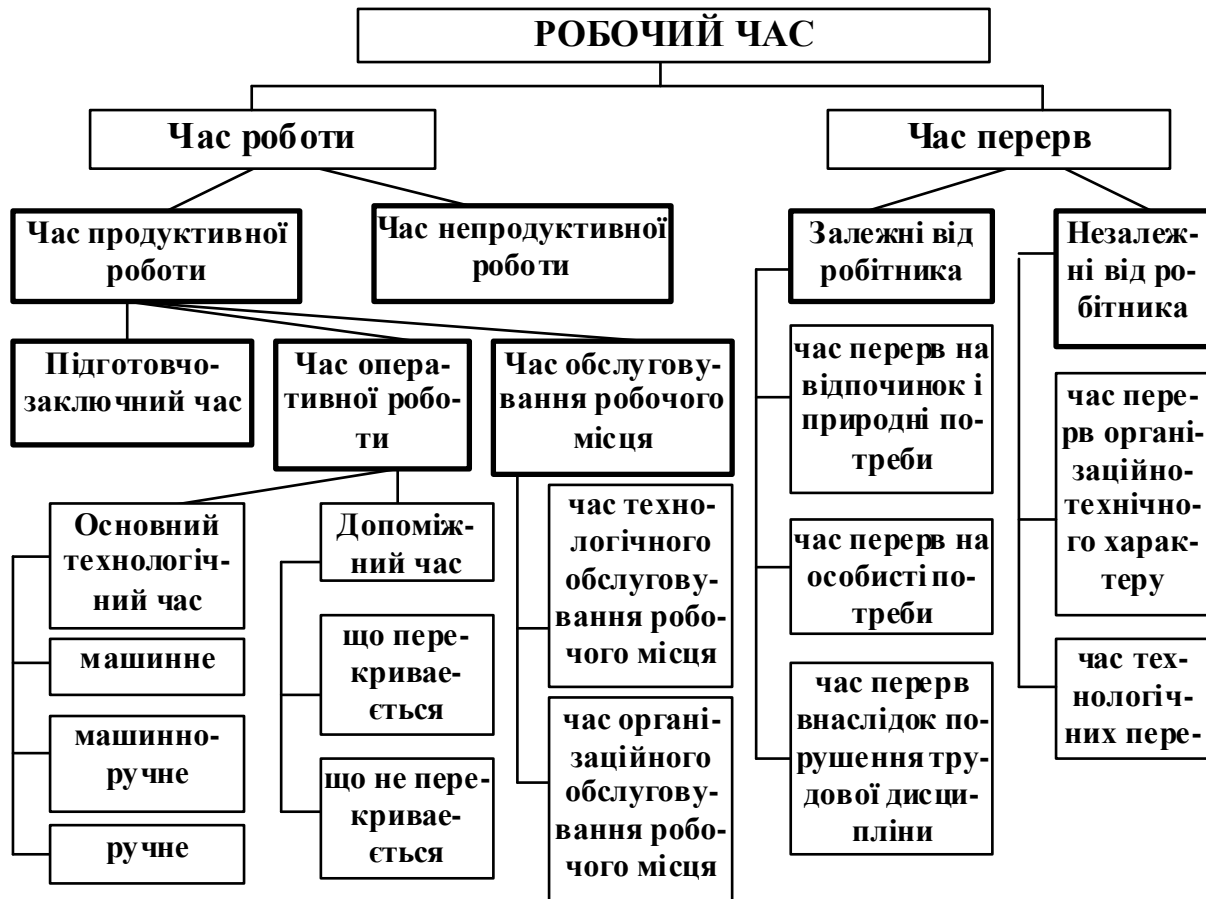 РОБОЧИЙ ЧАС
Час роботи
Час перерв
Час продуктивної
роботи
Час непродуктивної
роботи
Залежні від
робітника
Незалеж-
ні від ро-
бітника
Підготовчо-
заключний час
Час опера-
тивної робо-
ти
Час обслугову-
вання робочого
місця
Основний
технологіч-
ний час
машинне
машинно-
ручне
ручне
Допоміж-
ний час
що пере-
криває-
ється
що не пере-
криває-
ється
час техно-
логічного
обслугову-
вання робо-
чого місця
час органі-
заційного
обслугову-
вання робо-
чого місця
час перерв на
відпочинок і
природні по-
треби
час перерв на
особисті по-
треби
час перерв
внаслідок по-
рушення тру-
дової дисци-
пліни
час пере-
рв органі-
заційно-
технічно-
го харак-
теру
час тех-
нологіч-
них пере-